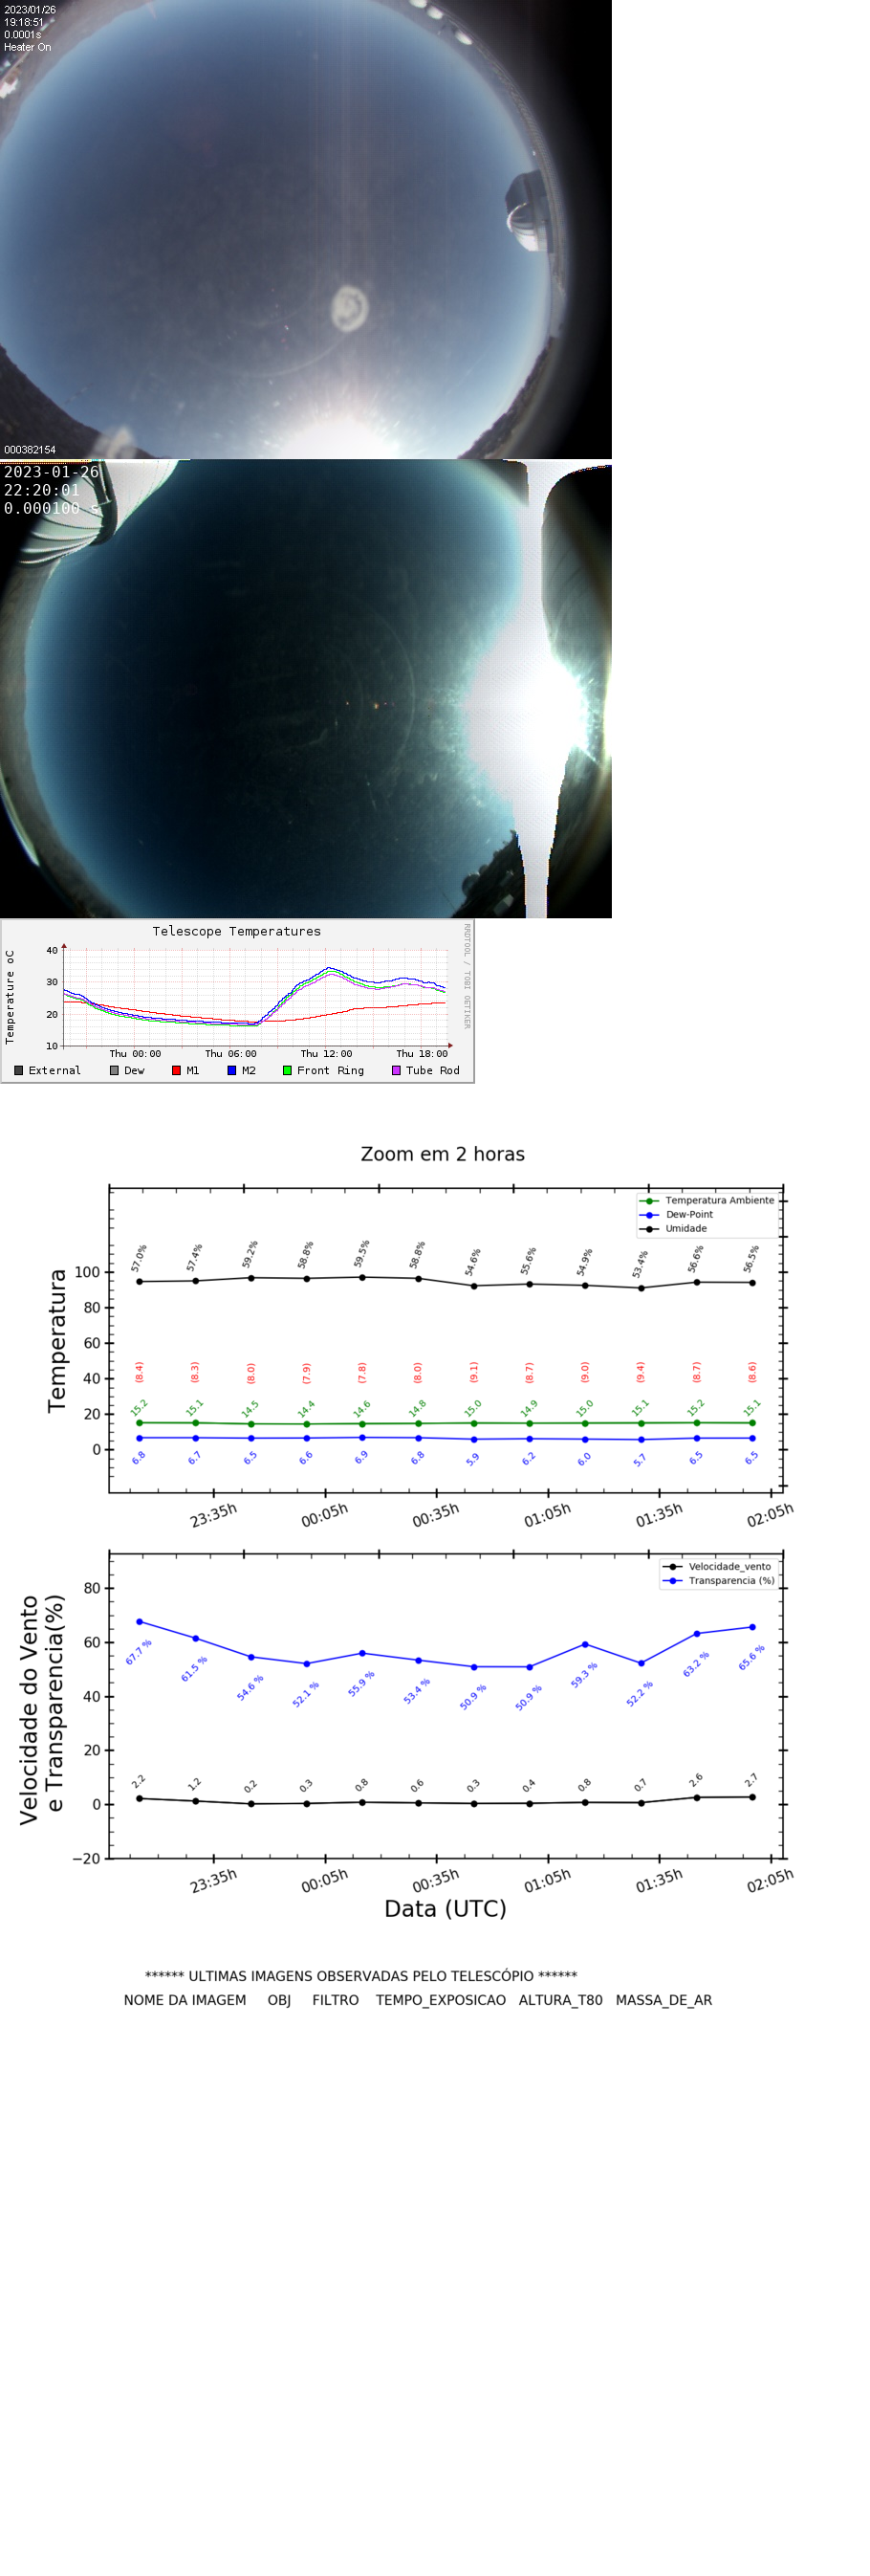 2023/01/26
19:18:51
0.0001s
Heater On
000382154
2023-01-26
22:20:01
0.000100 s
Telescope Temperatures
RRDTOOL / TOBI OETIKER
Temperature oC
40
30
20
10
Thu 00:00 Thu 06:00 Thu 12:00 Thu 18:00
External Dew M1 M2 Front Ring Tube Rod
Zoom em 2 horas
Temperatura Ambiente
Dew-Point
Umidade
Temperatura
57.0% 57.4% 59.2% 58.8% 59.5% 58.8% 54.6% 55.6% 54.9% 53.4% 56.6% 56.5%
100
80
60
40
20
0
(8.4) (8.3) (8.0) (7.9) (7.8) (8.0) (9.1) (8.7) (9.0) (9.4) (8.7) (8.6)
15.2 15.1 14.5 14.4 14.6 14.8 15.0 14.9 15.0 15.1 15.2 15.1
6.8 6.7 6.5 6.6 6.9 6.8 5.9 6.2 6.0 5.7 6.5 6.5
23:35h 00:05h 00:35h 01:05h 01:35h 02:05h
Velocidade_vento
Transparencia (%)
Velocidade do Vento
e Transparencia(%)
80
60
40
20
0
−20
67.7 % 61.5 % 54.6 % 52.1 % 55.9 % 53.4 % 50.9 % 50.9 % 59.3 % 52.2 % 63.2 % 65.6 %
2.2 1.2 0.2 0.3 0.8 0.6 0.3 0.4 0.8 0.7 2.6 2.7
23:35h 00:05h 00:35h 01:05h 01:35h 02:05h
Data (UTC)
****** ULTIMAS IMAGENS OBSERVADAS PELO TELESCÓPIO ******
NOME DA IMAGEM OBJ FILTRO TEMPO_EXPOSICAO ALTURA_T80 MASSA_DE_AR